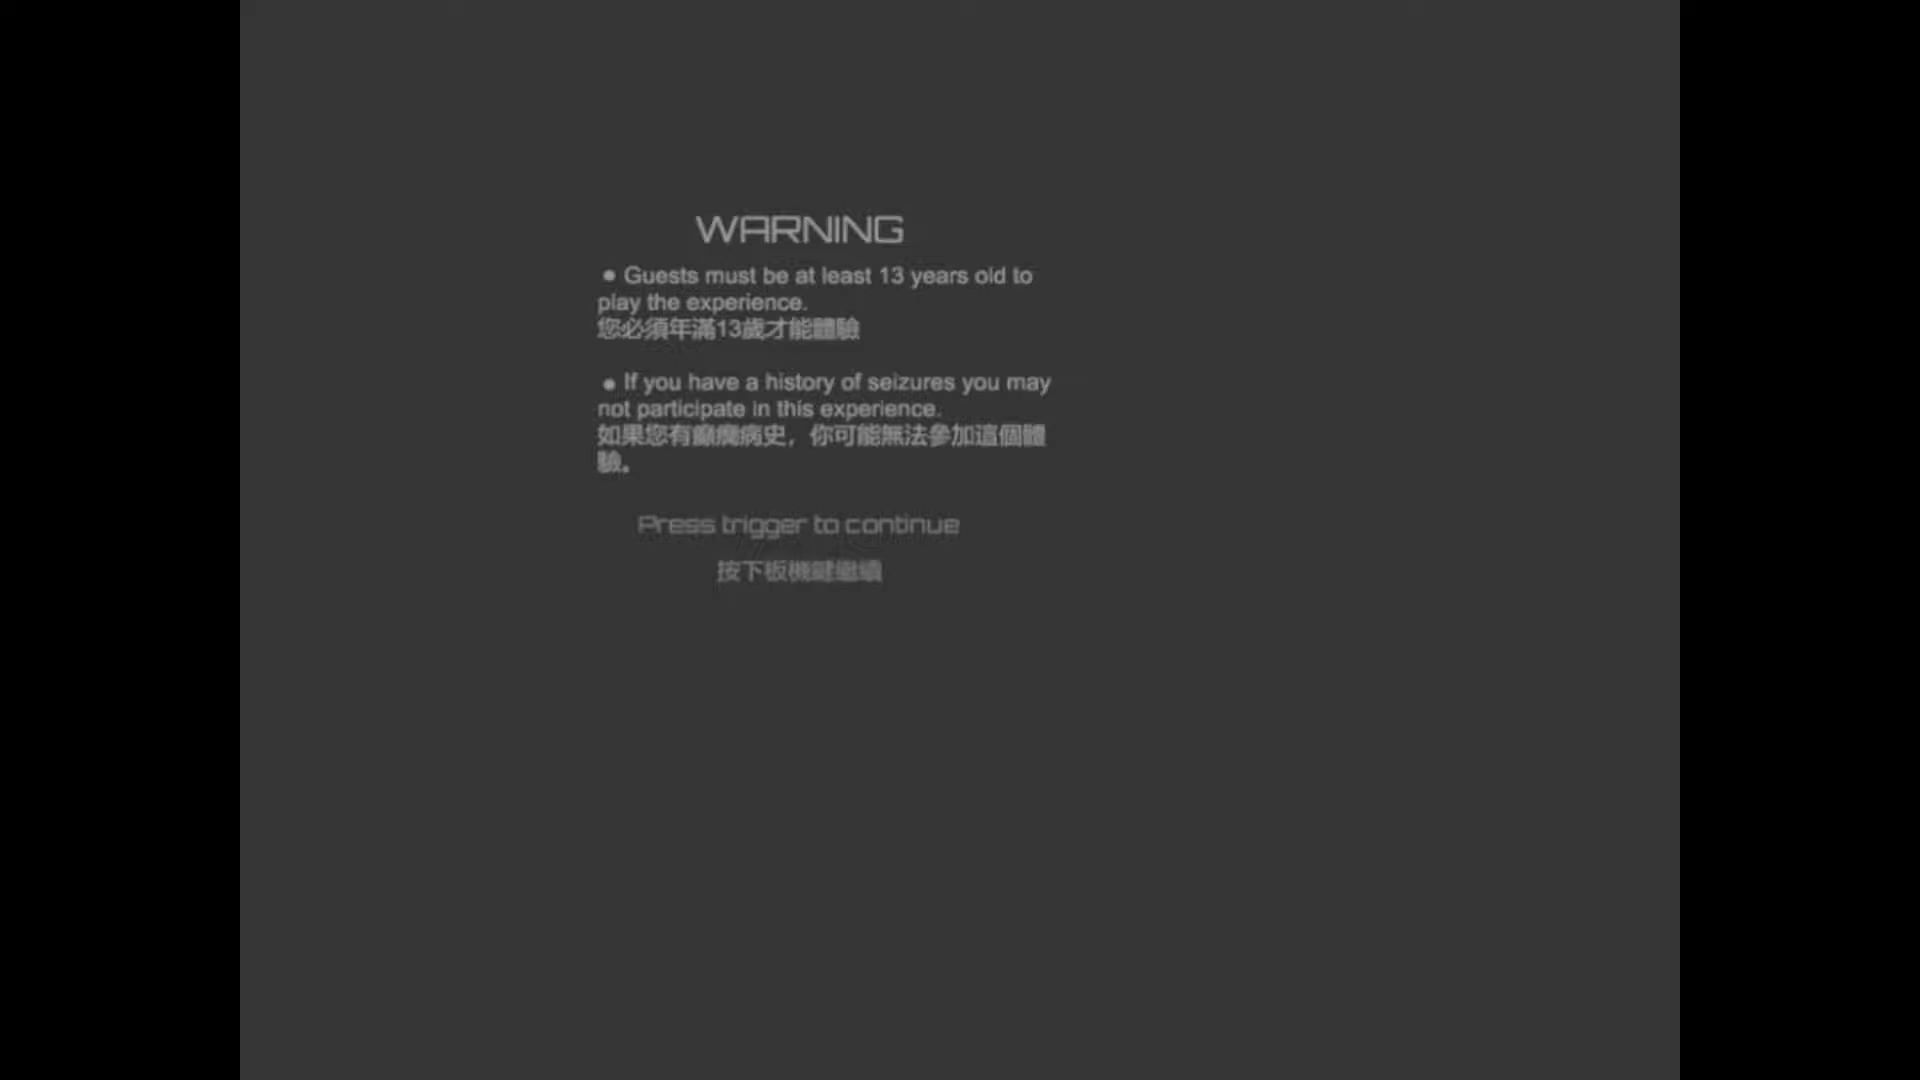 WARNING
● Guests must be at least 13 years old to
play the experience.
您必須年滿13歲才能體驗
● If you have a history of seizures you may
not participate in this experience.
如果您有癲癇病史，你可能無法參加這個體
驗。
Press trigger to continue
按下板機鍵繼續